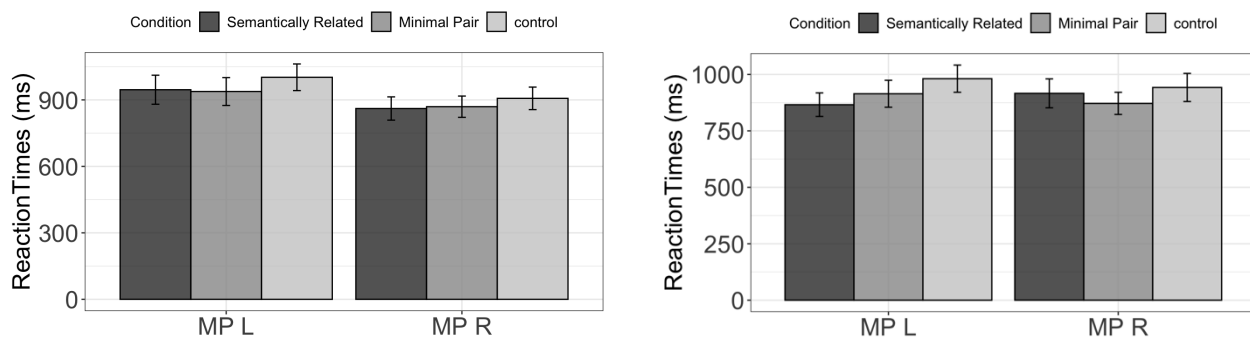 Condition Semantically Related Minimal Pair control
ReactionTimes (ms)
900
600
300
0
MP L MP R
Condition Semantically Related Minimal Pair control
ReactionTimes (ms)
1000
750
500
250
0
MP L MP R